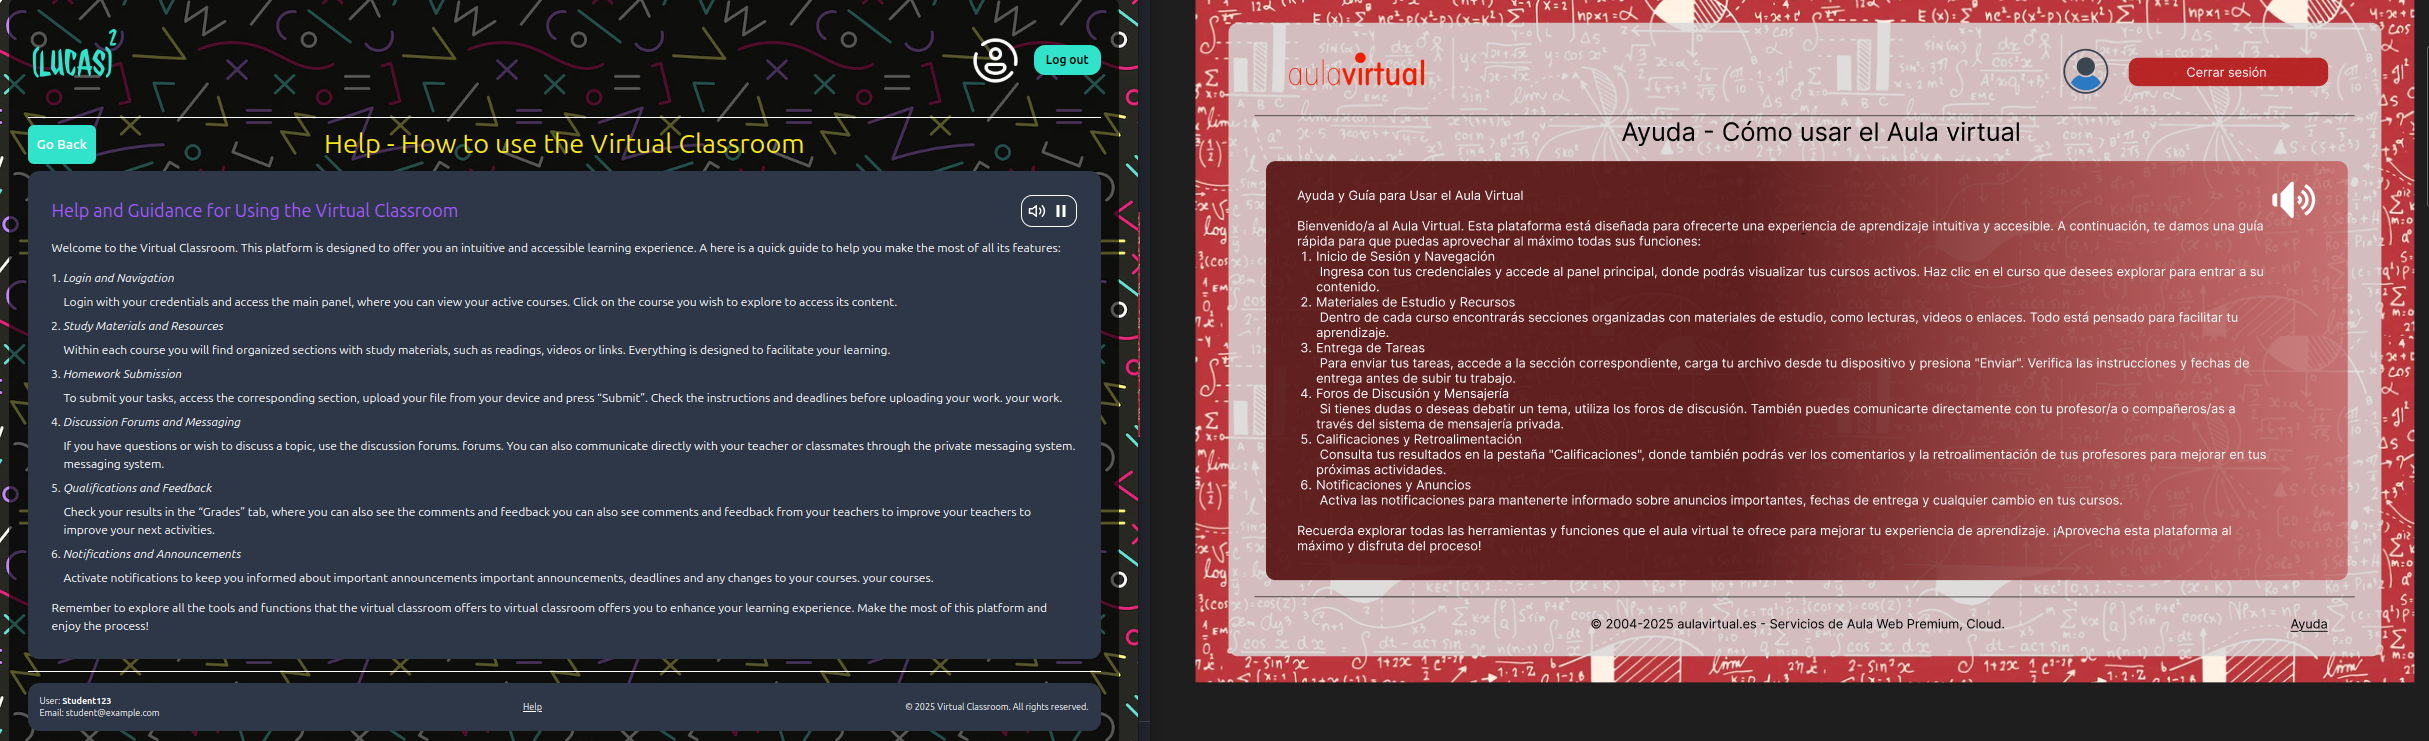 (LUCAS)²
Log out
Go Back
Help - How to use the Virtual Classroom
Help and Guidance for Using the Virtual Classroom
Welcome to the Virtual Classroom. This platform is designed to offer you an intuitive and accessible learning experience. A here is a quick guide to help you make the most of all its features:
1. Login and Navigation
Login with your credentials and access the main panel, where you can view your active courses. Click on the course you wish to explore to access its content.
2. Study Materials and Resources
Within each course you will find organized sections with study materials, such as readings, videos or links. Everything is designed to facilitate your learning.
3. Homework Submission
To submit your tasks, access the corresponding section, upload your file from your device and press “Submit”. Check the instructions and deadlines before uploading your work. your work.
4. Discussion Forums and Messaging
If you have questions or wish to discuss a topic, use the discussion forums. forums. You can also communicate directly with your teacher or classmates through the private messaging system.
messaging system.
5. Qualifications and Feedback
Check your results in the “Grades” tab, where you can also see the comments and feedback you can also see comments and feedback from your teachers to improve your teachers to
improve your next activities.
6. Notifications and Announcements
Activate notifications to keep you informed about important announcements important announcements, deadlines and any changes to your courses. your courses.
Remember to explore all the tools and functions that the virtual classroom offers to virtual classroom offers you to enhance your learning experience. Make the most of this platform and
enjoy the process!
User: Student123
Email: student@example.com
Help
© 2025 Virtual Classroom. All rights reserved.
aulavirtual
Cerrar sesión
Ayuda - Cómo usar el Aula virtual
Ayuda y Guía para Usar el Aula Virtual
Bienvenido/a al Aula Virtual. Esta plataforma está diseñada para ofrecerte una experiencia de aprendizaje intuitiva y accesible. A continuación, te damos una guía
rápida para que puedas aprovechar al máximo todas sus funciones:
1. Inicio de Sesión y Navegación
Ingresa con tus credenciales y accede al panel principal, donde podrás visualizar tus cursos activos. Haz clic en el curso que desees explorar para entrar a su
contenido.
2. Materiales de Estudio y Recursos
Dentro de cada curso encontrarás secciones organizadas con materiales de estudio, como lecturas, videos o enlaces. Todo está pensado para facilitar tu
aprendizaje.
3. Entrega de Tareas
Para enviar tus tareas, accede a la sección correspondiente, carga tu archivo desde tu dispositivo y presiona "Enviar". Verifica las instrucciones y fechas de
entrega antes de subir tu trabajo.
4. Foros de Discusión y Mensajería
Si tienes dudas o deseas debatir un tema, utiliza los foros de discusión. También puedes comunicarte directamente con tu profesor/a o compañeros/as a
través del sistema de mensajería privada.
5. Calificaciones y Retroalimentación
Consulta tus resultados en la pestaña "Calificaciones", donde también podrás ver los comentarios y la retroalimentación de tus profesores para mejorar en tus
próximas actividades.
6. Notificaciones y Anuncios
Activa las notificaciones para mantenerte informado sobre anuncios importantes, fechas de entrega y cualquier cambio en tus cursos.
Recuerda explorar todas las herramientas y funciones que el aula virtual te ofrece para mejorar tu experiencia de aprendizaje. ¡Aprovecha esta plataforma al
máximo y disfruta del proceso!
© 2004-2025 aulavirtual.es - Servicios de Aula Web Premium, Cloud.
Ayuda